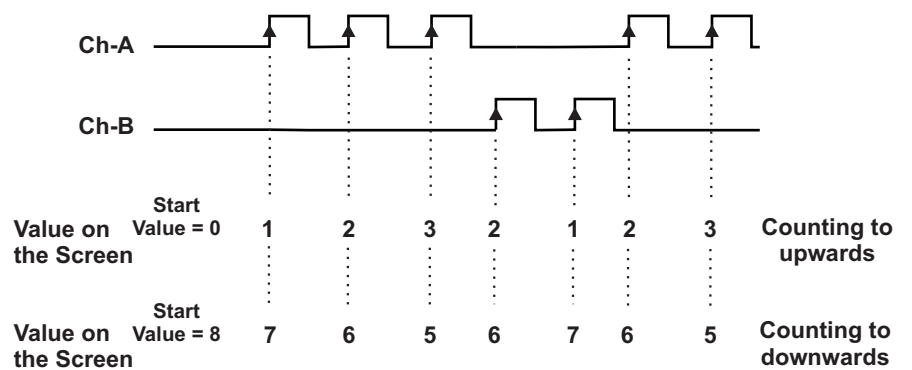 Ch-A
Ch-B
Start
Value on Value = 0 1 2 3 2 1 2 3 Counting to
the Screen upwards
Start
Value on Value = 8 7 6 5 6 7 6 5 Counting to
the Screen downwards